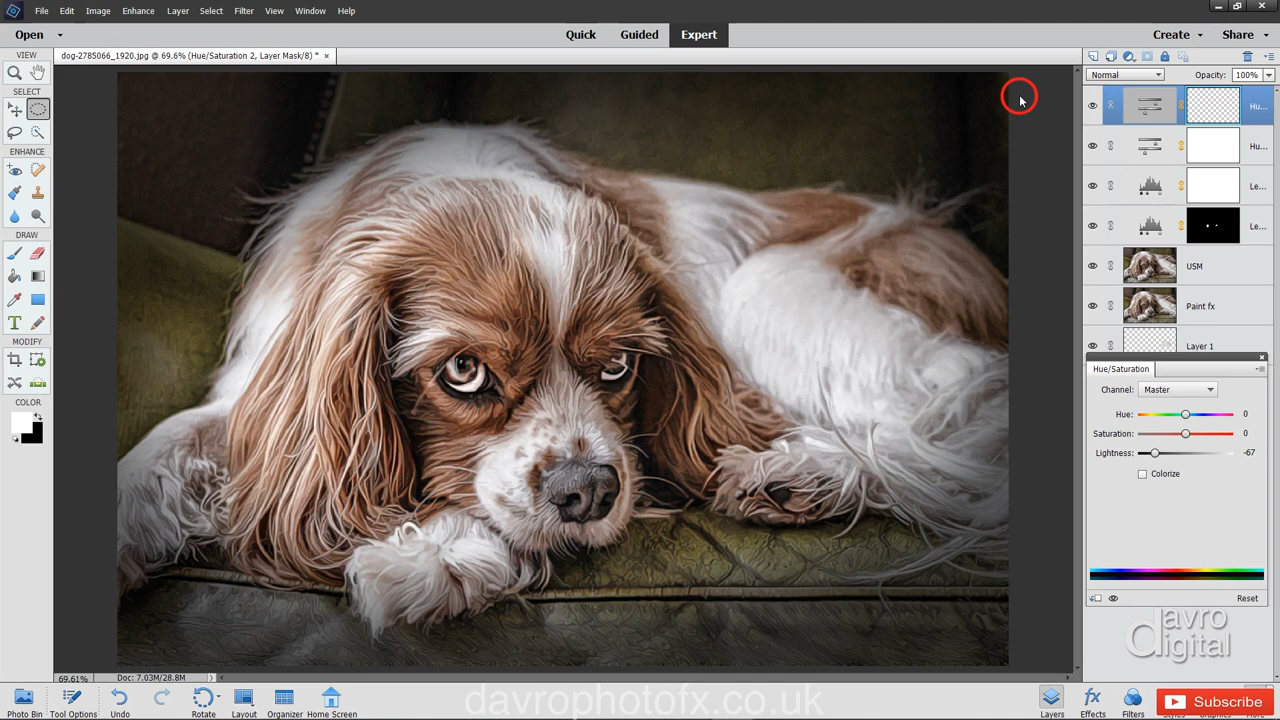 File Edit Image Enhance Layer Select Filter View Window Help
Open Quick Guided Expert Create Share
VIEW
dog-2785066_1920.jpg @ 69.6% (Hue/Saturation 2, Layer Mask/8) * ×
Normal Opacity: 100%
SELECT
Hu...
Hu...
ENHANCE
Le...
Le...
DRAW
USM
Paint fx
T
Layer 1
MODIFY
Hue/Saturation
Channel: Master
COLOR
Hue: 0
Saturation: 0
Lightness: -67
Colorize
Reset
davro
digital
69.61% Doc: 7.03M/28.8M
davrophotofx.co.uk
fx
Subscribe
Photo Bin Tool Options Undo Redo Rotate Layout Organizer Home Screen Layers Effects Filters Styles Graphics More